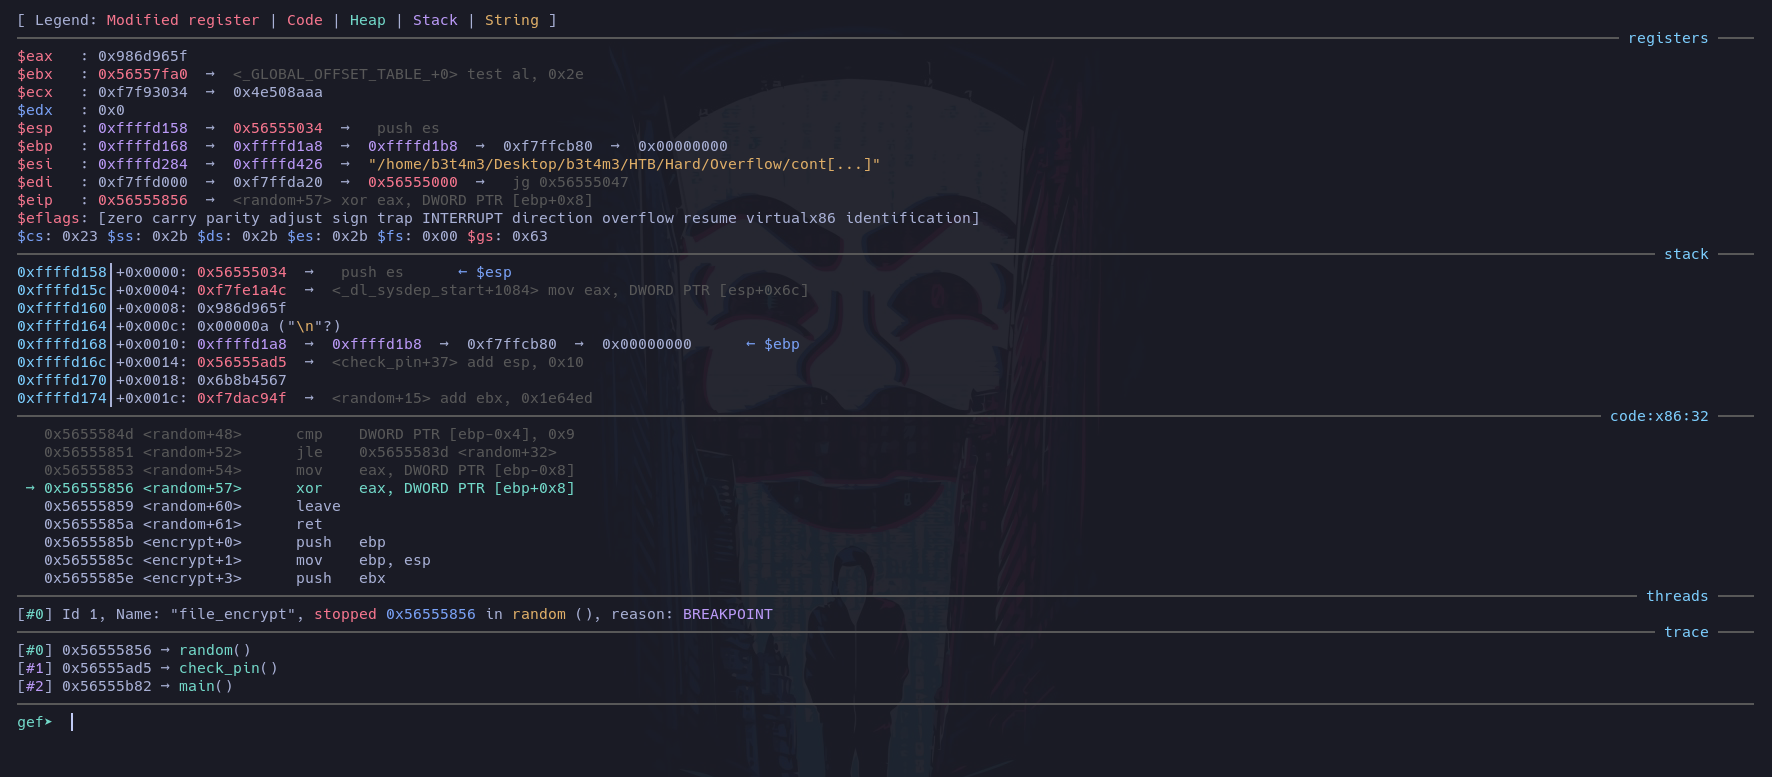 [ Legend: Modified register | Code | Heap | Stack | String ]
registers
$eax   : 0x986d965f
$ebx   : 0x56557fa0  →  <_GLOBAL_OFFSET_TABLE_+0> test al, 0x2e
$ecx   : 0xf7f93034  →  0x4e508aaa
$edx   : 0x0
$esp   : 0xffffd158  →  0x56555034  →   push es
$ebp   : 0xffffd168  →  0xffffd1a8  →  0xffffd1b8  →  0xf7ffcb80  →  0x00000000
$esi   : 0xffffd284  →  0xffffd426  →  "/home/b3t4m3/Desktop/b3t4m3/HTB/Hard/Overflow/cont[...]"
$edi   : 0xf7ffd000  →  0xf7ffda20  →  0x56555000  →   jg 0x56555047
$eip   : 0x56555856  →  <random+57> xor eax, DWORD PTR [ebp+0x8]
$eflags: [zero carry parity adjust sign trap INTERRUPT direction overflow resume virtualx86 identification]
$cs: 0x23 $ss: 0x2b $ds: 0x2b $es: 0x2b $fs: 0x00 $gs: 0x63
stack
0xffffd158│+0x0000: 0x56555034  →   push es      ← $esp
0xffffd15c│+0x0004: 0xf7fe1a4c  →  <_dl_sysdep_start+1084> mov eax, DWORD PTR [esp+0x6c]
0xffffd160│+0x0008: 0x986d965f
0xffffd164│+0x000c: 0x00000a ("\n"?)
0xffffd168│+0x0010: 0xffffd1a8  →  0xffffd1b8  →  0xf7ffcb80  →  0x00000000      ← $ebp
0xffffd16c│+0x0014: 0x56555ad5  →  <check_pin+37> add esp, 0x10
0xffffd170│+0x0018: 0x6b8b4567
0xffffd174│+0x001c: 0xf7dac94f  →  <random+15> add ebx, 0x1e64ed
code:x86:32
0x5655584d <random+48>      cmp    DWORD PTR [ebp-0x4], 0x9
0x56555851 <random+52>      jle    0x5655583d <random+32>
0x56555853 <random+54>      mov    eax, DWORD PTR [ebp-0x8]
→ 0x56555856 <random+57>      xor    eax, DWORD PTR [ebp+0x8]
0x56555859 <random+60>      leave
0x5655585a <random+61>      ret
0x5655585b <encrypt+0>      push   ebp
0x5655585c <encrypt+1>      mov    ebp, esp
0x5655585e <encrypt+3>      push   ebx
threads
[#0] Id 1, Name: "file_encrypt", stopped 0x56555856 in random (), reason: BREAKPOINT
trace
[#0] 0x56555856 → random()
[#1] 0x56555ad5 → check_pin()
[#2] 0x56555b82 → main()
gef➤